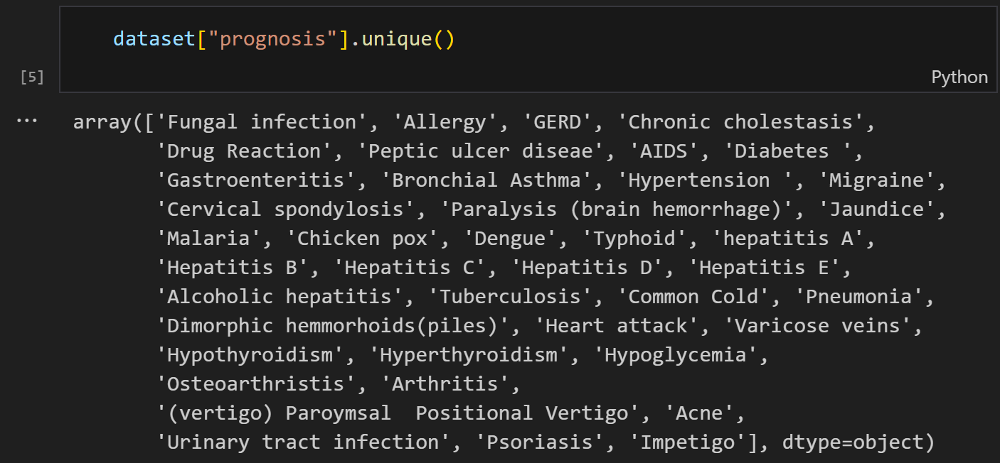 dataset["prognosis"].unique()
[5]
Python
... array(['Fungal infection', 'Allergy', 'GERD', 'Chronic cholestasis',
'Drug Reaction', 'Peptic ulcer diseae', 'AIDS', 'Diabetes ',
'Gastroenteritis', 'Bronchial Asthma', 'Hypertension ', 'Migraine',
'Cervical spondylosis', 'Paralysis (brain hemorrhage)', 'Jaundice',
'Malaria', 'Chicken pox', 'Dengue', 'Typhoid', 'hepatitis A',
'Hepatitis B', 'Hepatitis C', 'Hepatitis D', 'Hepatitis E',
'Alcoholic hepatitis', 'Tuberculosis', 'Common Cold', 'Pneumonia',
'Dimorphic hemmorhoids(piles)', 'Heart attack', 'Varicose veins',
'Hypothyroidism', 'Hyperthyroidism', 'Hypoglycemia',
'Osteoarthristis', 'Arthritis',
'(vertigo) Paroymsal  Positional Vertigo', 'Acne',
'Urinary tract infection', 'Psoriasis', 'Impetigo'], dtype=object)